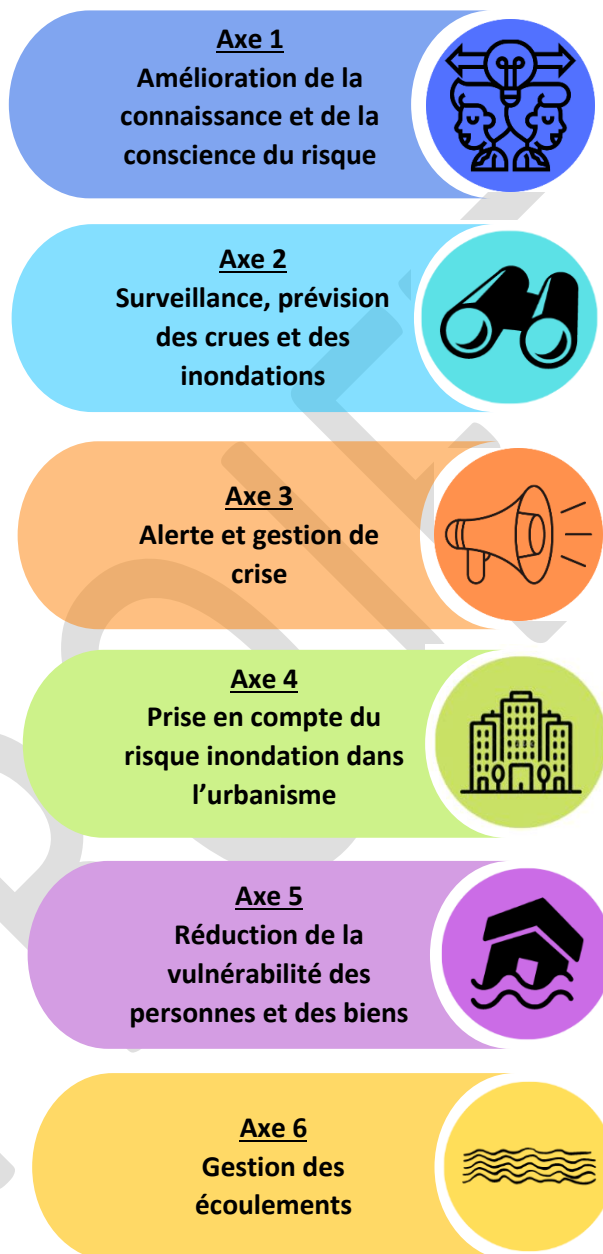 Axe 1
Amélioration de la
connaissance et de la
conscience du risque
Axe 2
Surveillance, prévision
des crues et des
inondations
Axe 3
Alerte et gestion de
crise
Axe 4
Prise en compte du
risque inondation dans
l’urbanisme
Axe 5
Réduction de la
vulnérabilité des
personnes et des biens
Axe 6
Gestion des
écoulements